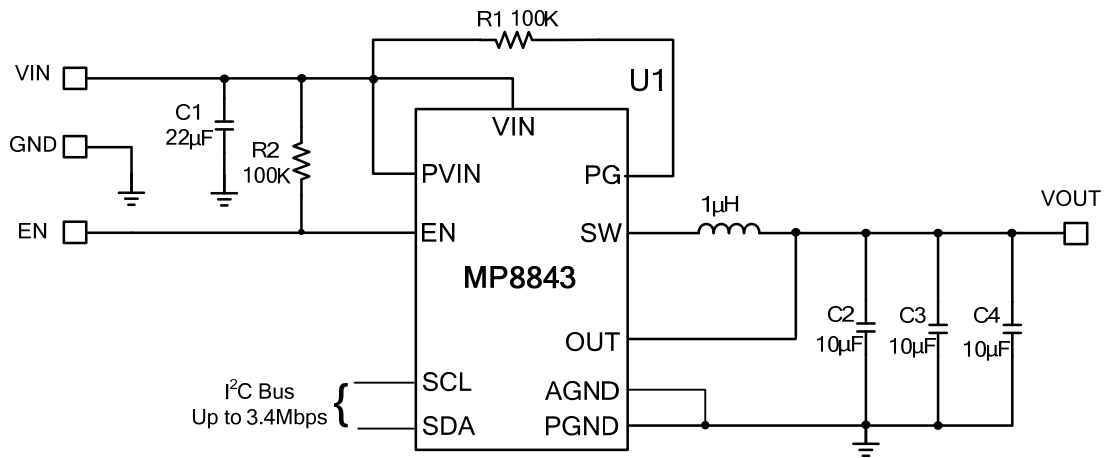 R1 100K
VIN
U1
C1
22µF
VIN
GND
R2
100K
PVIN
PG
1µH
VOUT
EN
EN
SW
MP8843
C2
10µF
C3
10µF
C4
10µF
OUT
I²C Bus
Up to 3.4Mbps
SCL
AGND
SDA
PGND